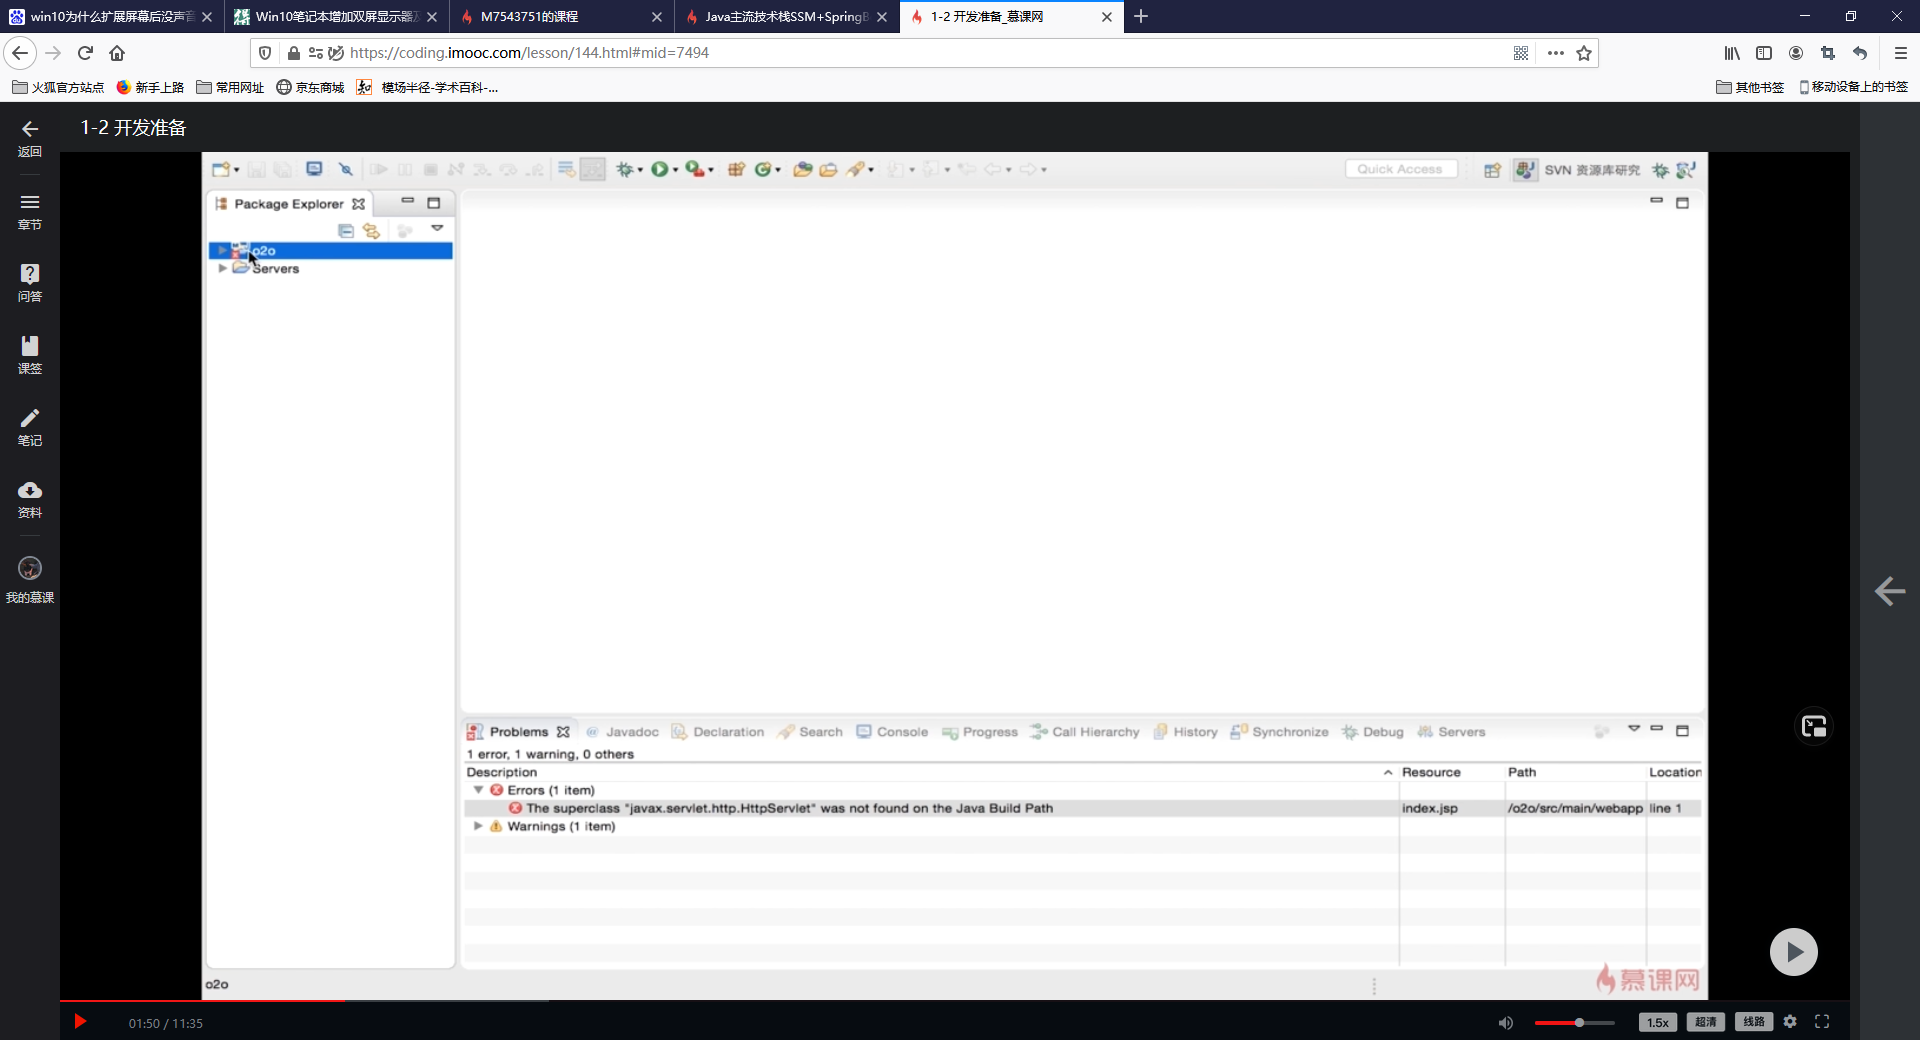 win10为什么扩展屏幕后没声音
Win10笔记本增加双屏显示器
M7543751的课程
Java主流技术栈SSM+SpringB
1-2 开发准备_慕课网
https://coding.imooc.com/lesson/144.html#mid=7494
火狐官方站点
新手上路
常用网址
京东商城
模场半径-学术百科-...
其他书签
移动设备上的书签
返回
1-2 开发准备
章节
问答
课签
笔记
资料
我的慕课
Quick Access
SVN 资源库研究
Package Explorer
o2o
Servers
Problems
@ Javadoc
Declaration
Search
Console
Progress
Call Hierarchy
History
Synchronize
Debug
Servers
1 error, 1 warning, 0 others
Description
Resource
Path
Location
Errors (1 item)
The superclass "javax.servlet.http.HttpServlet" was not found on the Java Build Path
index.jsp
/o2o/src/main/webapp
line 1
Warnings (1 item)
o2o
慕课网
01:50 / 11:35
1.5x
超清
线路